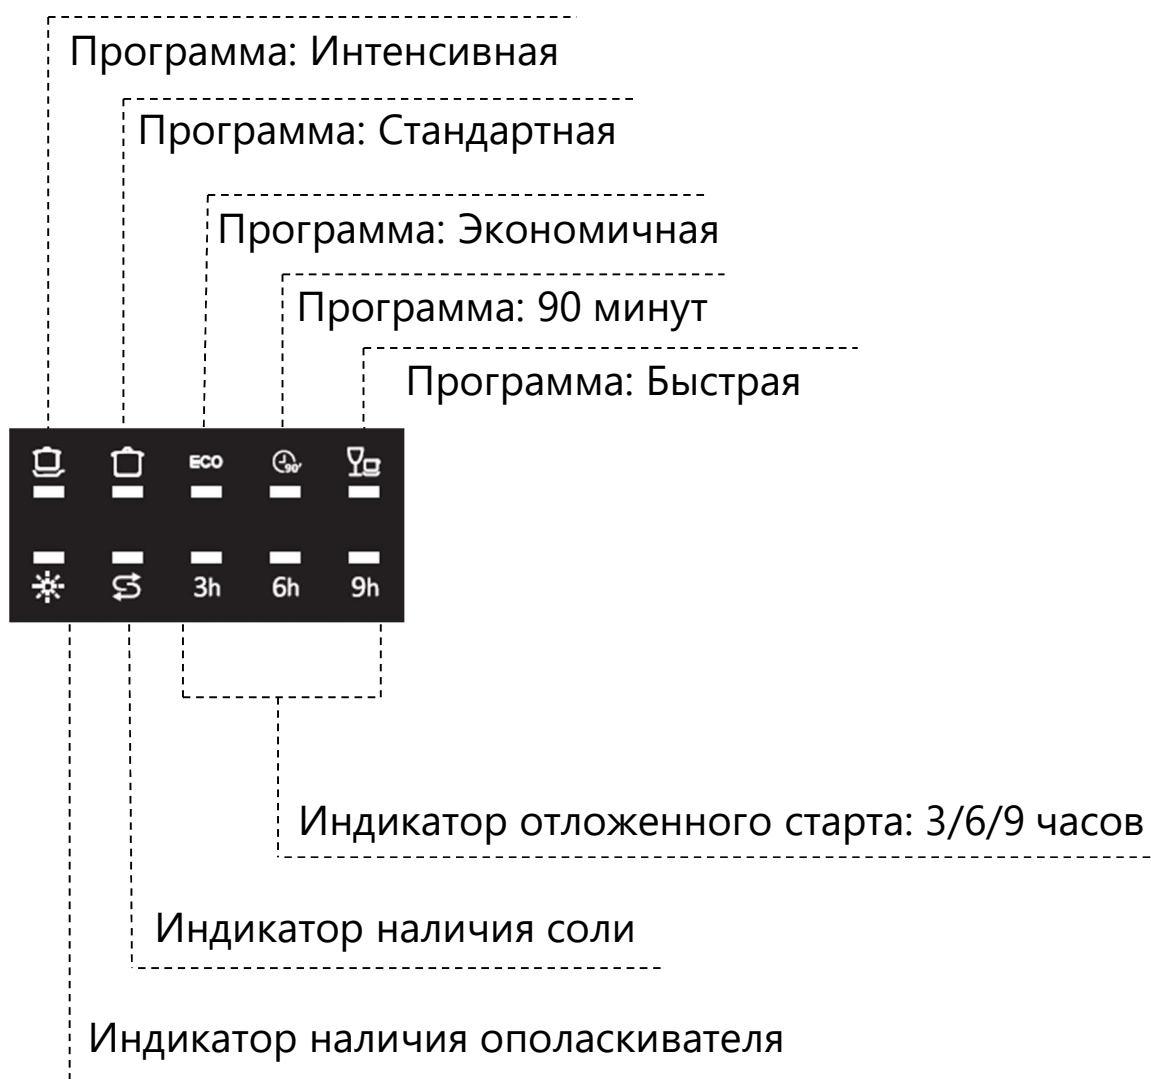 Программа: Интенсивная
Программа: Стандартная
Программа: Экономичная
Программа: 90 минут
Программа: Быстрая
ECO 90'
3h 6h 9h
Индикатор отложенного старта: 3/6/9 часов
Индикатор наличия соли
Индикатор наличия ополаскивателя